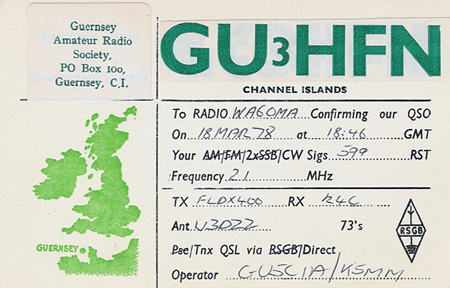 Guernsey
Amateur Radio
Society,
PO Box 100,
Guernsey, C.I.
GU3HFN
CHANNEL ISLANDS
To RADIO WA6OMA Confirming our QSO
On 18 MAR 78 at 18:46 GMT
Your AM/FM/2xSSB/CW Sigs 599 RST
Frequency 21 MHz
TX FLDX400 RX R4C
Ant. 73's
Pse/Tnx QSL via RSGB/Direct
Operator GU5CIA/K5MM
GUERNSEY
RSGB